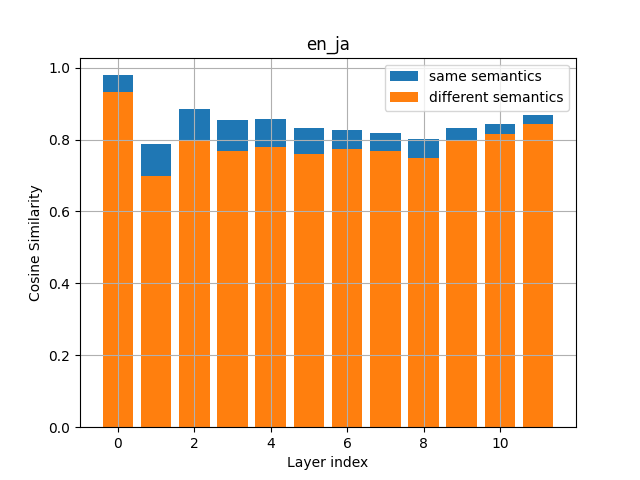 en_ja
same semantics
different semantics
1.0
0.8
0.6
0.4
0.2
0.0
Cosine Similarity
0 2 4 6 8 10
Layer index